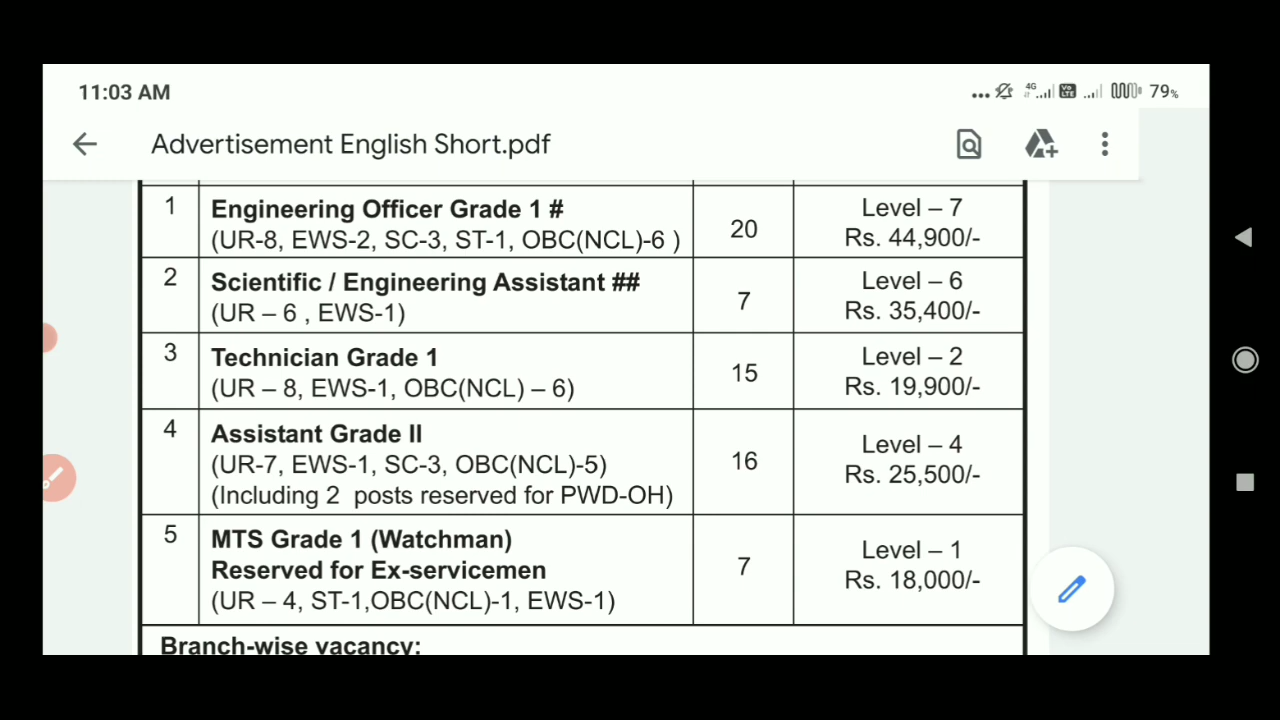 11:03 AM
... 4G Vo LTE 79%
Advertisement English Short.pdf
1 Engineering Officer Grade 1 # 20 Level – 7
(UR-8, EWS-2, SC-3, ST-1, OBC(NCL)-6 ) Rs. 44,900/-
2 Scientific / Engineering Assistant ## 7 Level – 6
(UR – 6 , EWS-1) Rs. 35,400/-
3 Technician Grade 1 15 Level – 2
(UR – 8, EWS-1, OBC(NCL) – 6) Rs. 19,900/-
4 Assistant Grade II 16 Level – 4
(UR-7, EWS-1, SC-3, OBC(NCL)-5) Rs. 25,500/-
(Including 2 posts reserved for PWD-OH)
5 MTS Grade 1 (Watchman) 7 Level – 1
Reserved for Ex-servicemen Rs. 18,000/-
(UR – 4, ST-1,OBC(NCL)-1, EWS-1)
Branch-wise vacancy: